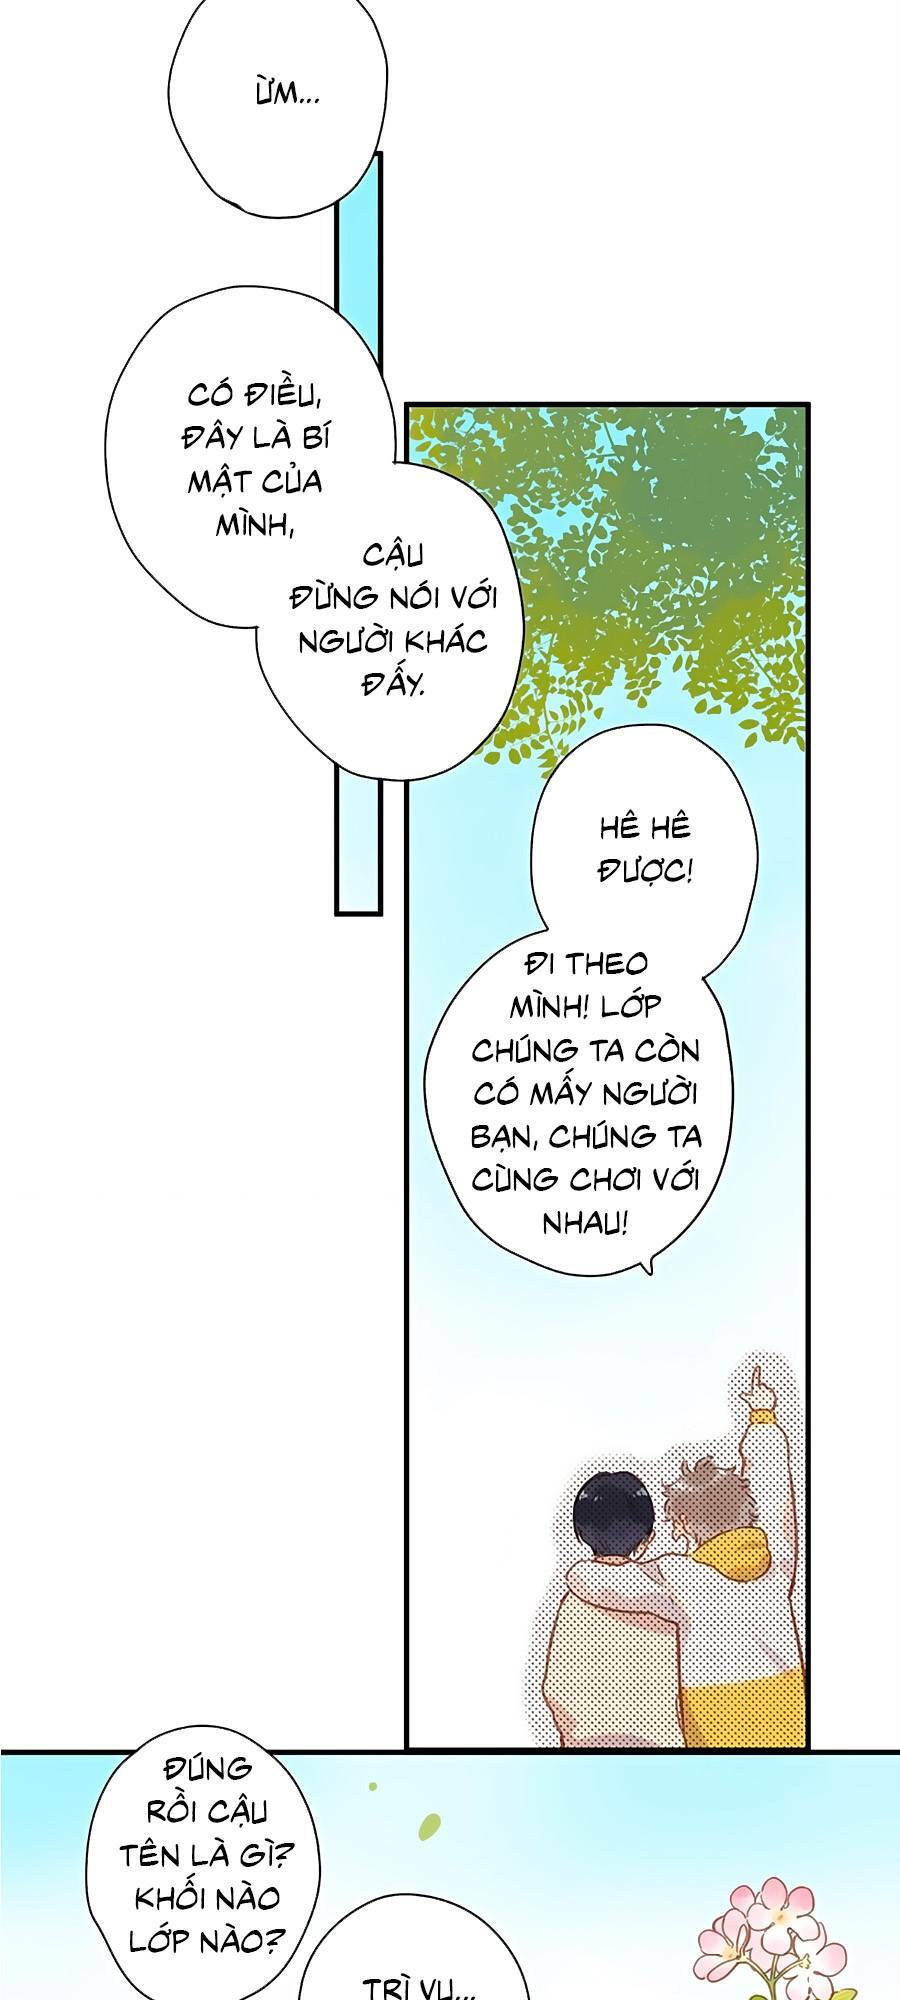 ỪM...
CÓ ĐIỀU,
ĐÂY LÀ BÍ
MẬT CỦA
MÌNH,
CẬU
ĐỪNG NÓI VỚI
NGƯỜI KHÁC
ĐẤY.
HÊ HÊ
ĐƯỢC!
ĐI THEO
MÌNH! LỚP
CHÚNG TA CÒN
CÓ MẤY NGƯỜI
BẠN, CHÚNG TA
CÙNG CHƠI VỚI
NHAU!
ĐÚNG
RỒI CẬU
TÊN LÀ GÌ?
KHỐI NÀO
LỚP NÀO?
TRÌ VU...